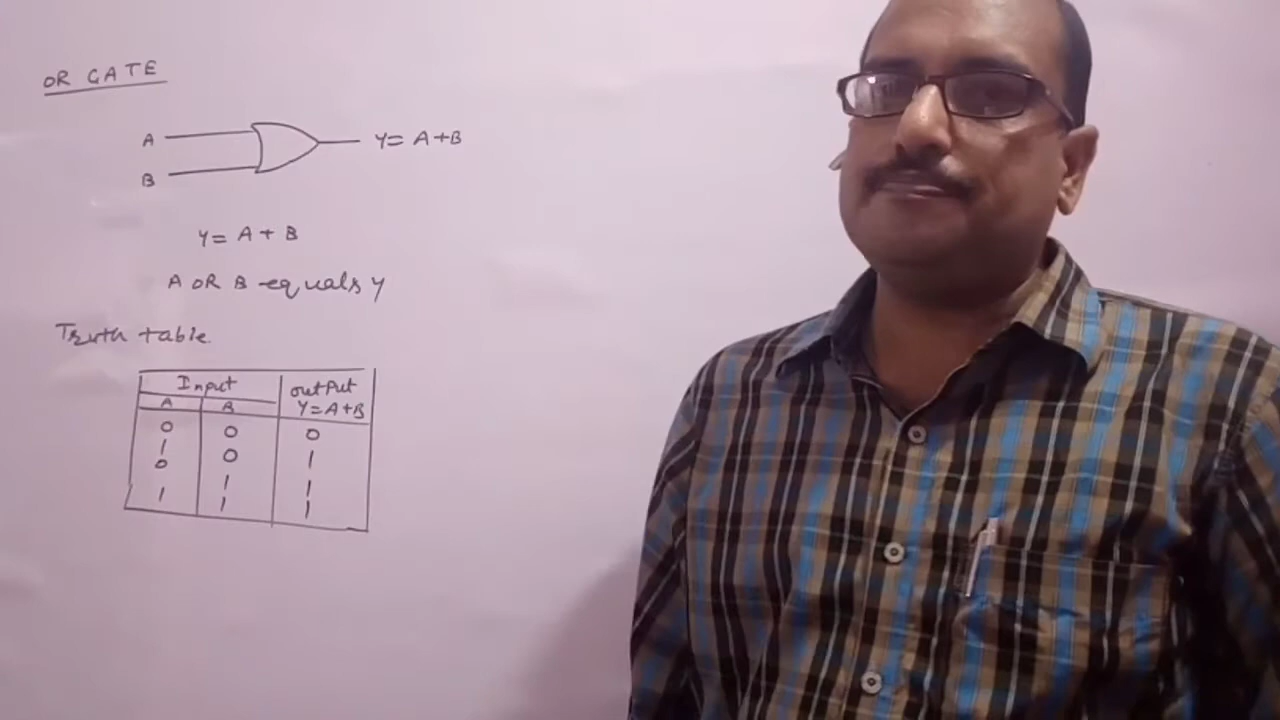 OR GATE
A
Y= A+B
B
Y= A + B
A OR B equals Y
Truth table.
Input output
A B Y=A+B
0 0 0
1 0 1
0 1 1
1 1 1